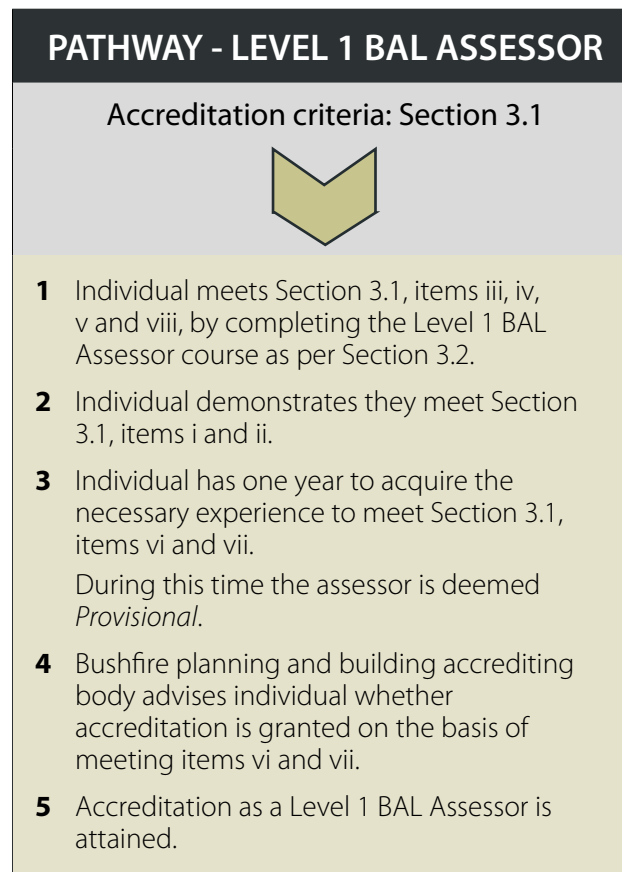 PATHWAY - LEVEL 1 BAL ASSESSOR
Accreditation criteria: Section 3.1
1 Individual meets Section 3.1, items iii, iv,
v and viii, by completing the Level 1 BAL
Assessor course as per Section 3.2.
2 Individual demonstrates they meet Section
3.1, items i and ii.
3 Individual has one year to acquire the
necessary experience to meet Section 3.1,
items vi and vii.
During this time the assessor is deemed
Provisional.
4 Bushfire planning and building accrediting
body advises individual whether
accreditation is granted on the basis of
meeting items vi and vii.
5 Accreditation as a Level 1 BAL Assessor is
attained.